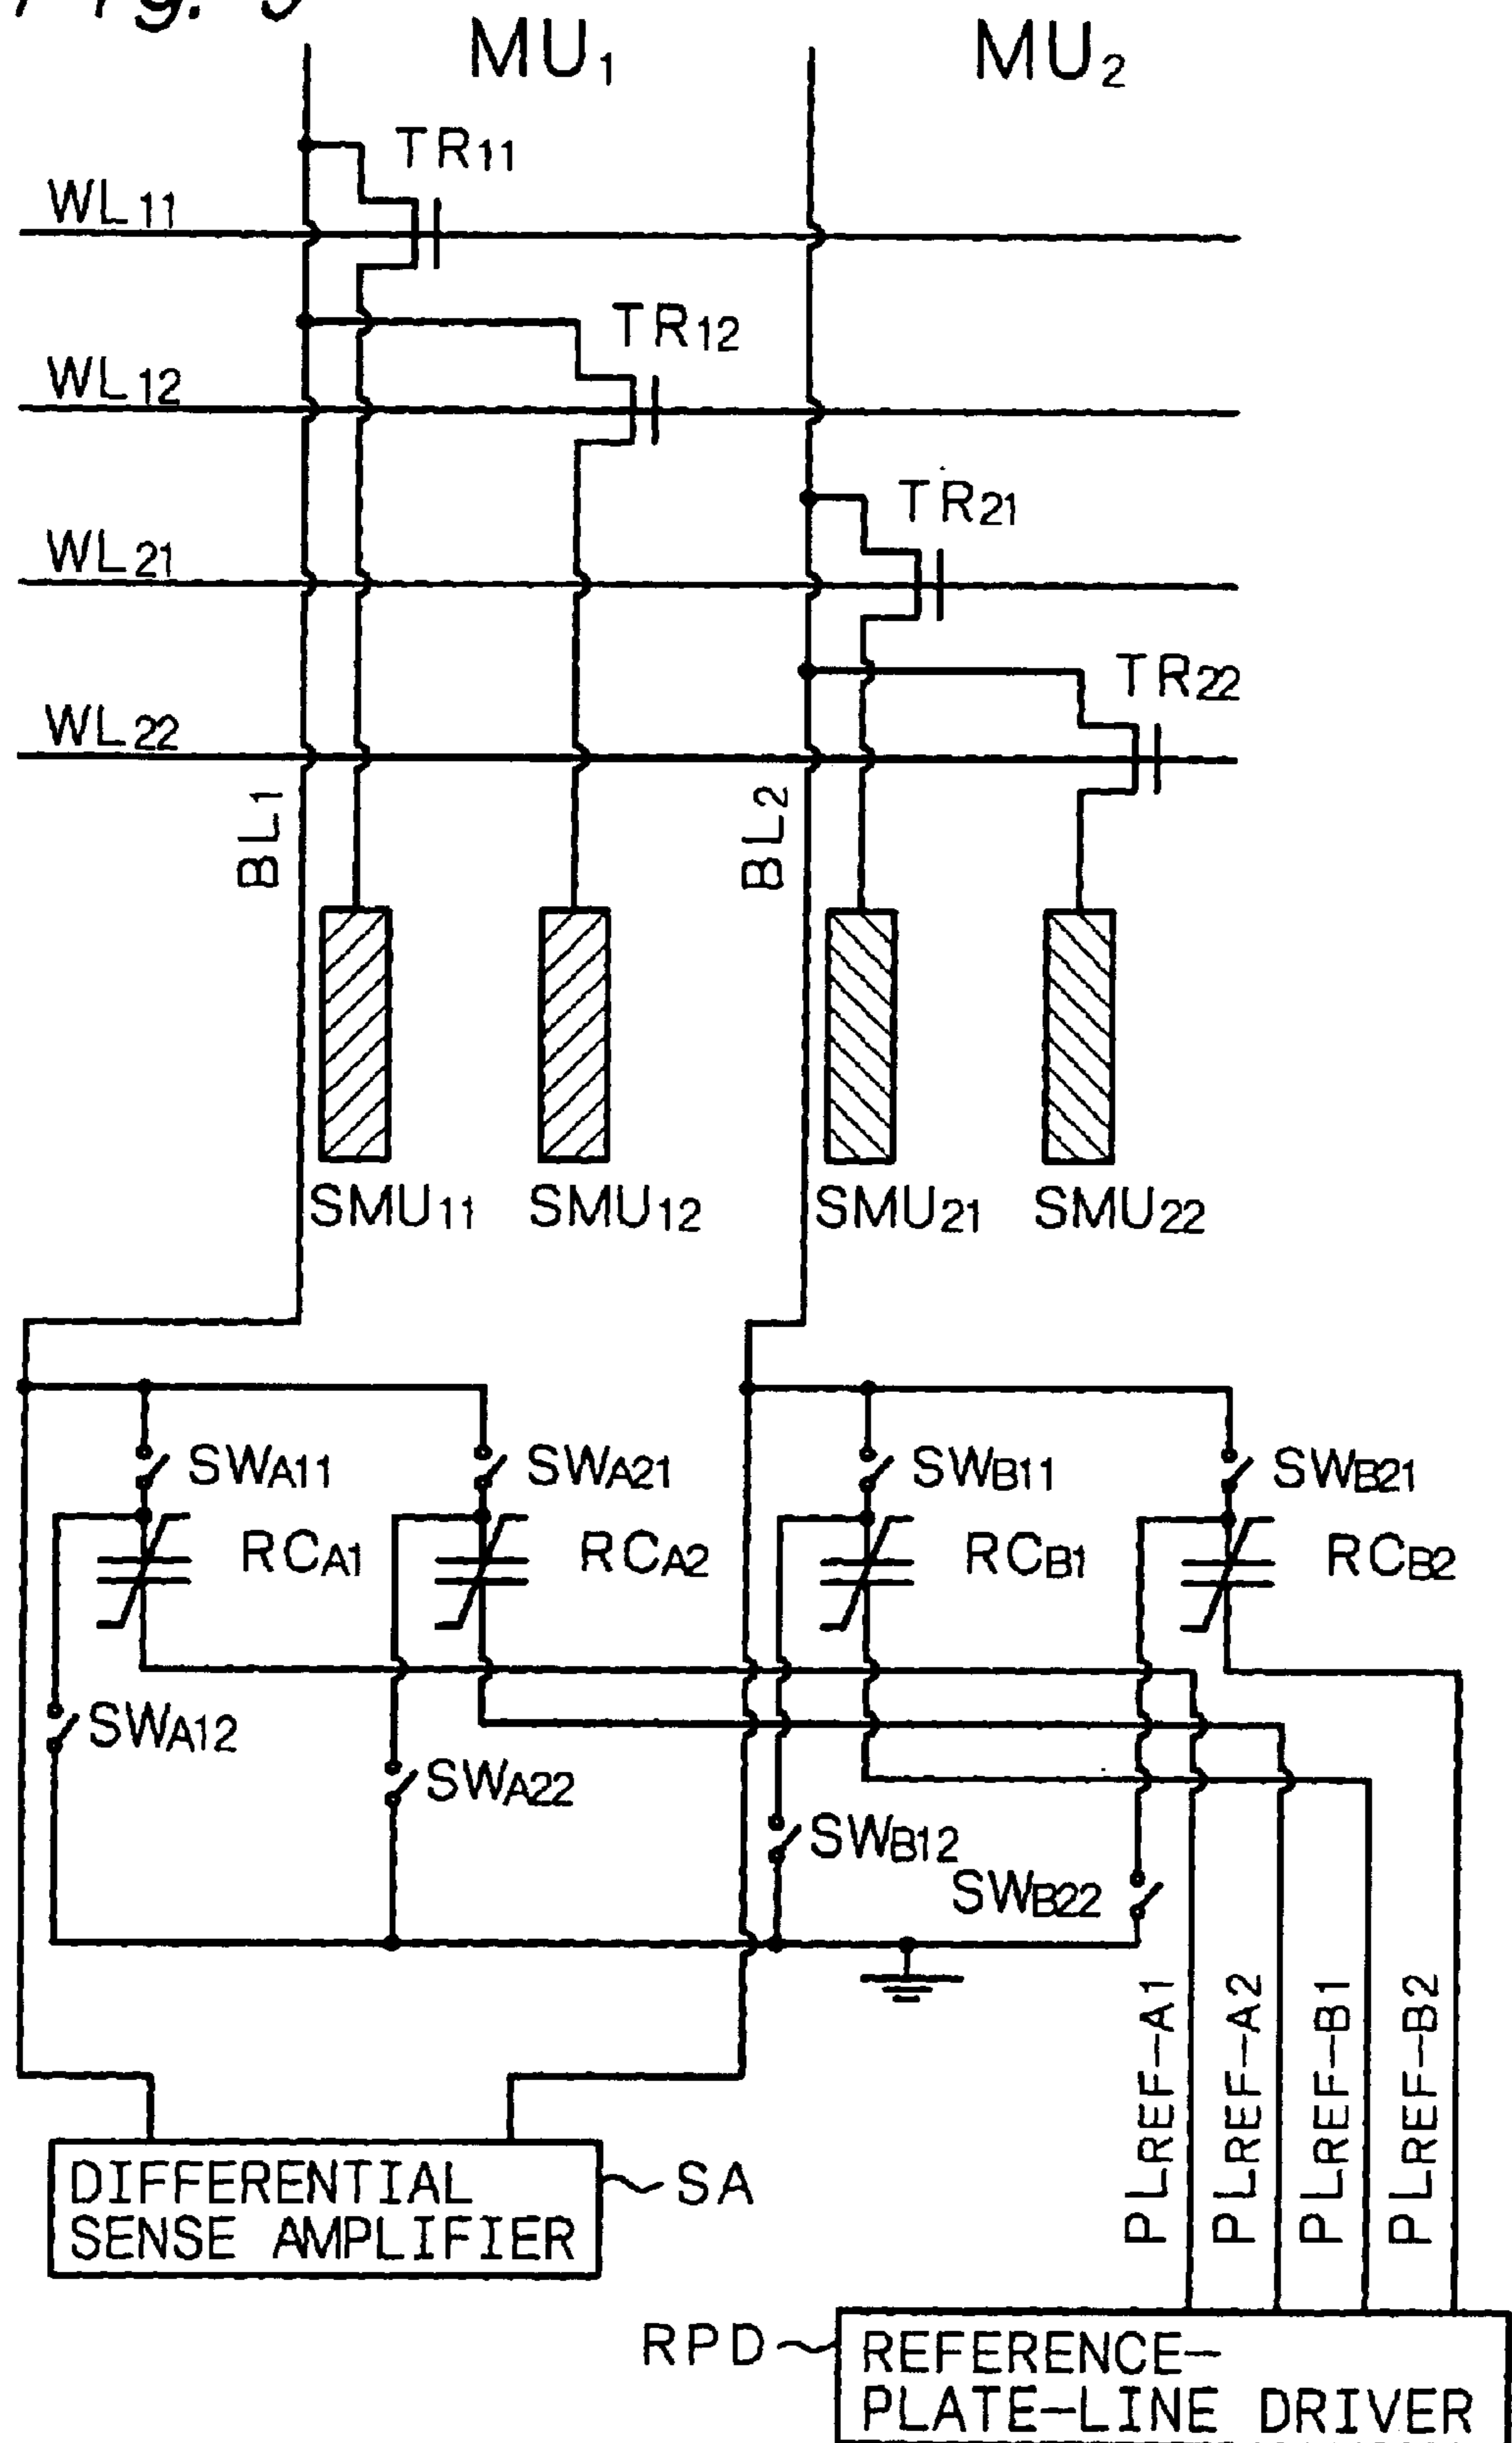 MU1 MU2
TR11
WL11
TR12
WL12
TR21
WL21
TR22
WL22
BL1 BL2
SMU11 SMU12 SMU21 SMU22
SWA11 SWA21 SWB11 SWB21
RCA1 RCA2 RCB1 RCB2
SWA12
SWA22
SWB12
SWB22
PLREF-A1
PLREF-A2
PLREF-B1
PLREF-B2
DIFFERENTIAL
SENSE AMPLIFIER
SA
RPD
REFERENCE-
PLATE-LINE DRIVER